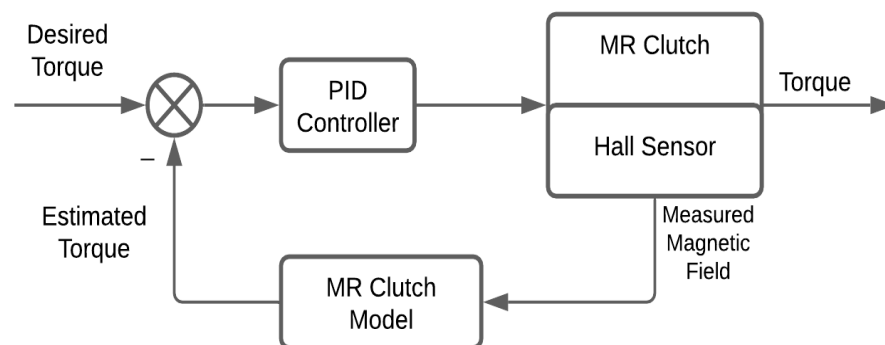 Desired
Torque
PID
Controller
MR Clutch
Hall Sensor
Torque
–
Estimated
Torque
Measured
Magnetic
Field
MR Clutch
Model